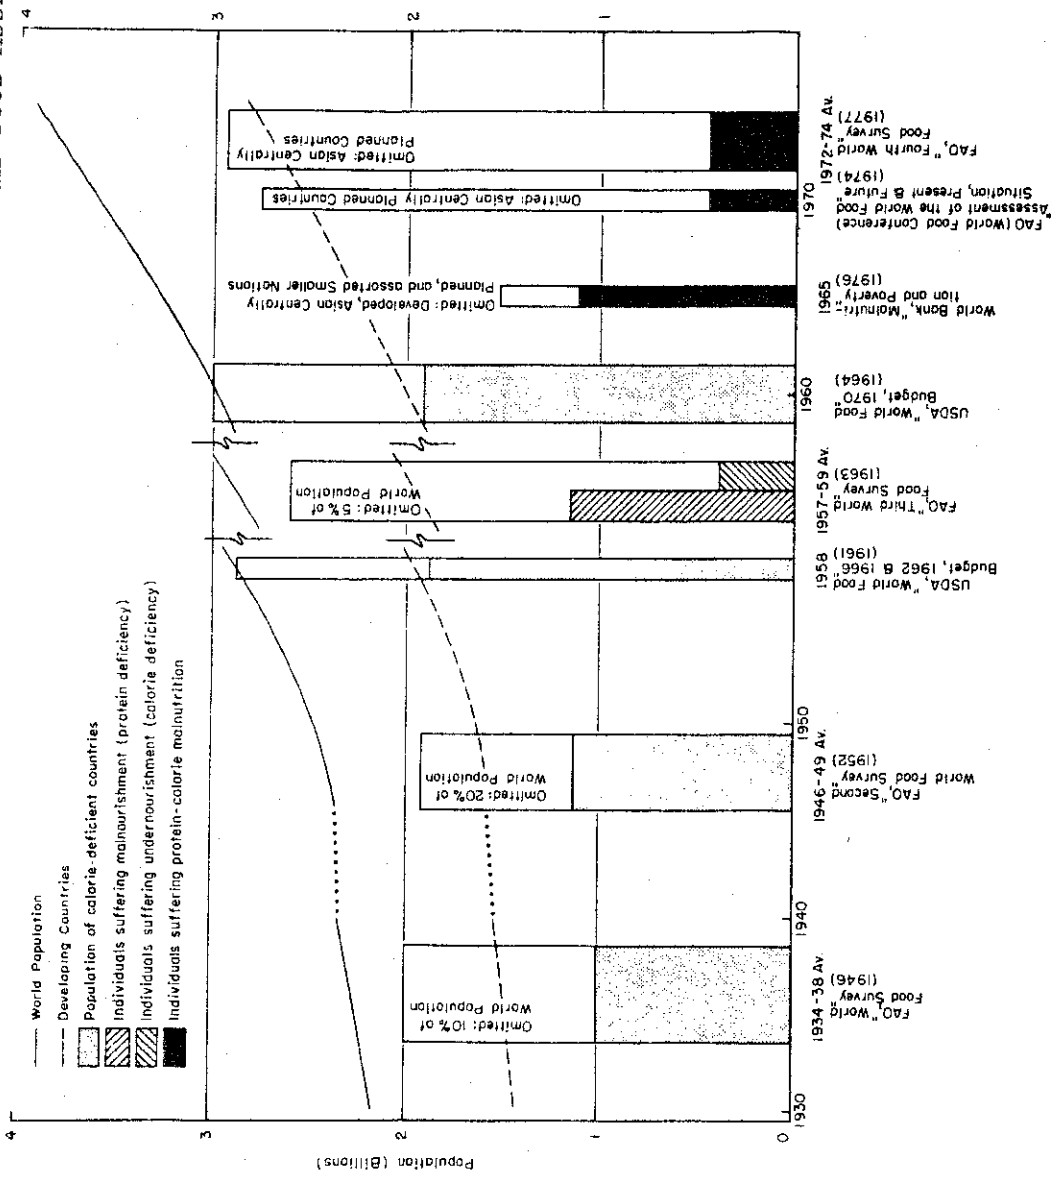 4
3
2
1
0
Population (Billions)
World Population
Developing Countries
Population of calorie-deficient countries
Individuals suffering malnourishment (protein deficiency)
Individuals suffering undernourishment (calorie deficiency)
Individuals suffering protein-calorie malnutrition
4
3
2
1
Omitted: 10% of
World Population
Omitted: 20% of
World Population
Omitted: 5% of
World Population
Omitted: Developed, Asian Centrally
Planned, and assorted Smaller Nations
Omitted: Asian Centrally Planned Countries
Omitted: Asian Centrally
Planned Countries
1930
1934-38 Av.
1940
1946-49 Av.
1950
1958
1957-59 Av.
1960
1965
1970
1972-74 Av.
FAO, "World
Food Survey"
(1946)
FAO, "Second
World Food Survey"
(1952)
USDA, "World Food
Budget, 1962 & 1966"
(1961)
FAO, "Third World
Food Survey"
(1963)
USDA, "World Food
Budget, 1970"
(1964)
World Bank, "Malnutri-
tion and Poverty
(1976)
FAO (World Food Conference)
"Assessment of the World Food
Situation, Present & Future"
(1974)
FAO, "Fourth World
Food Survey"
(1977)